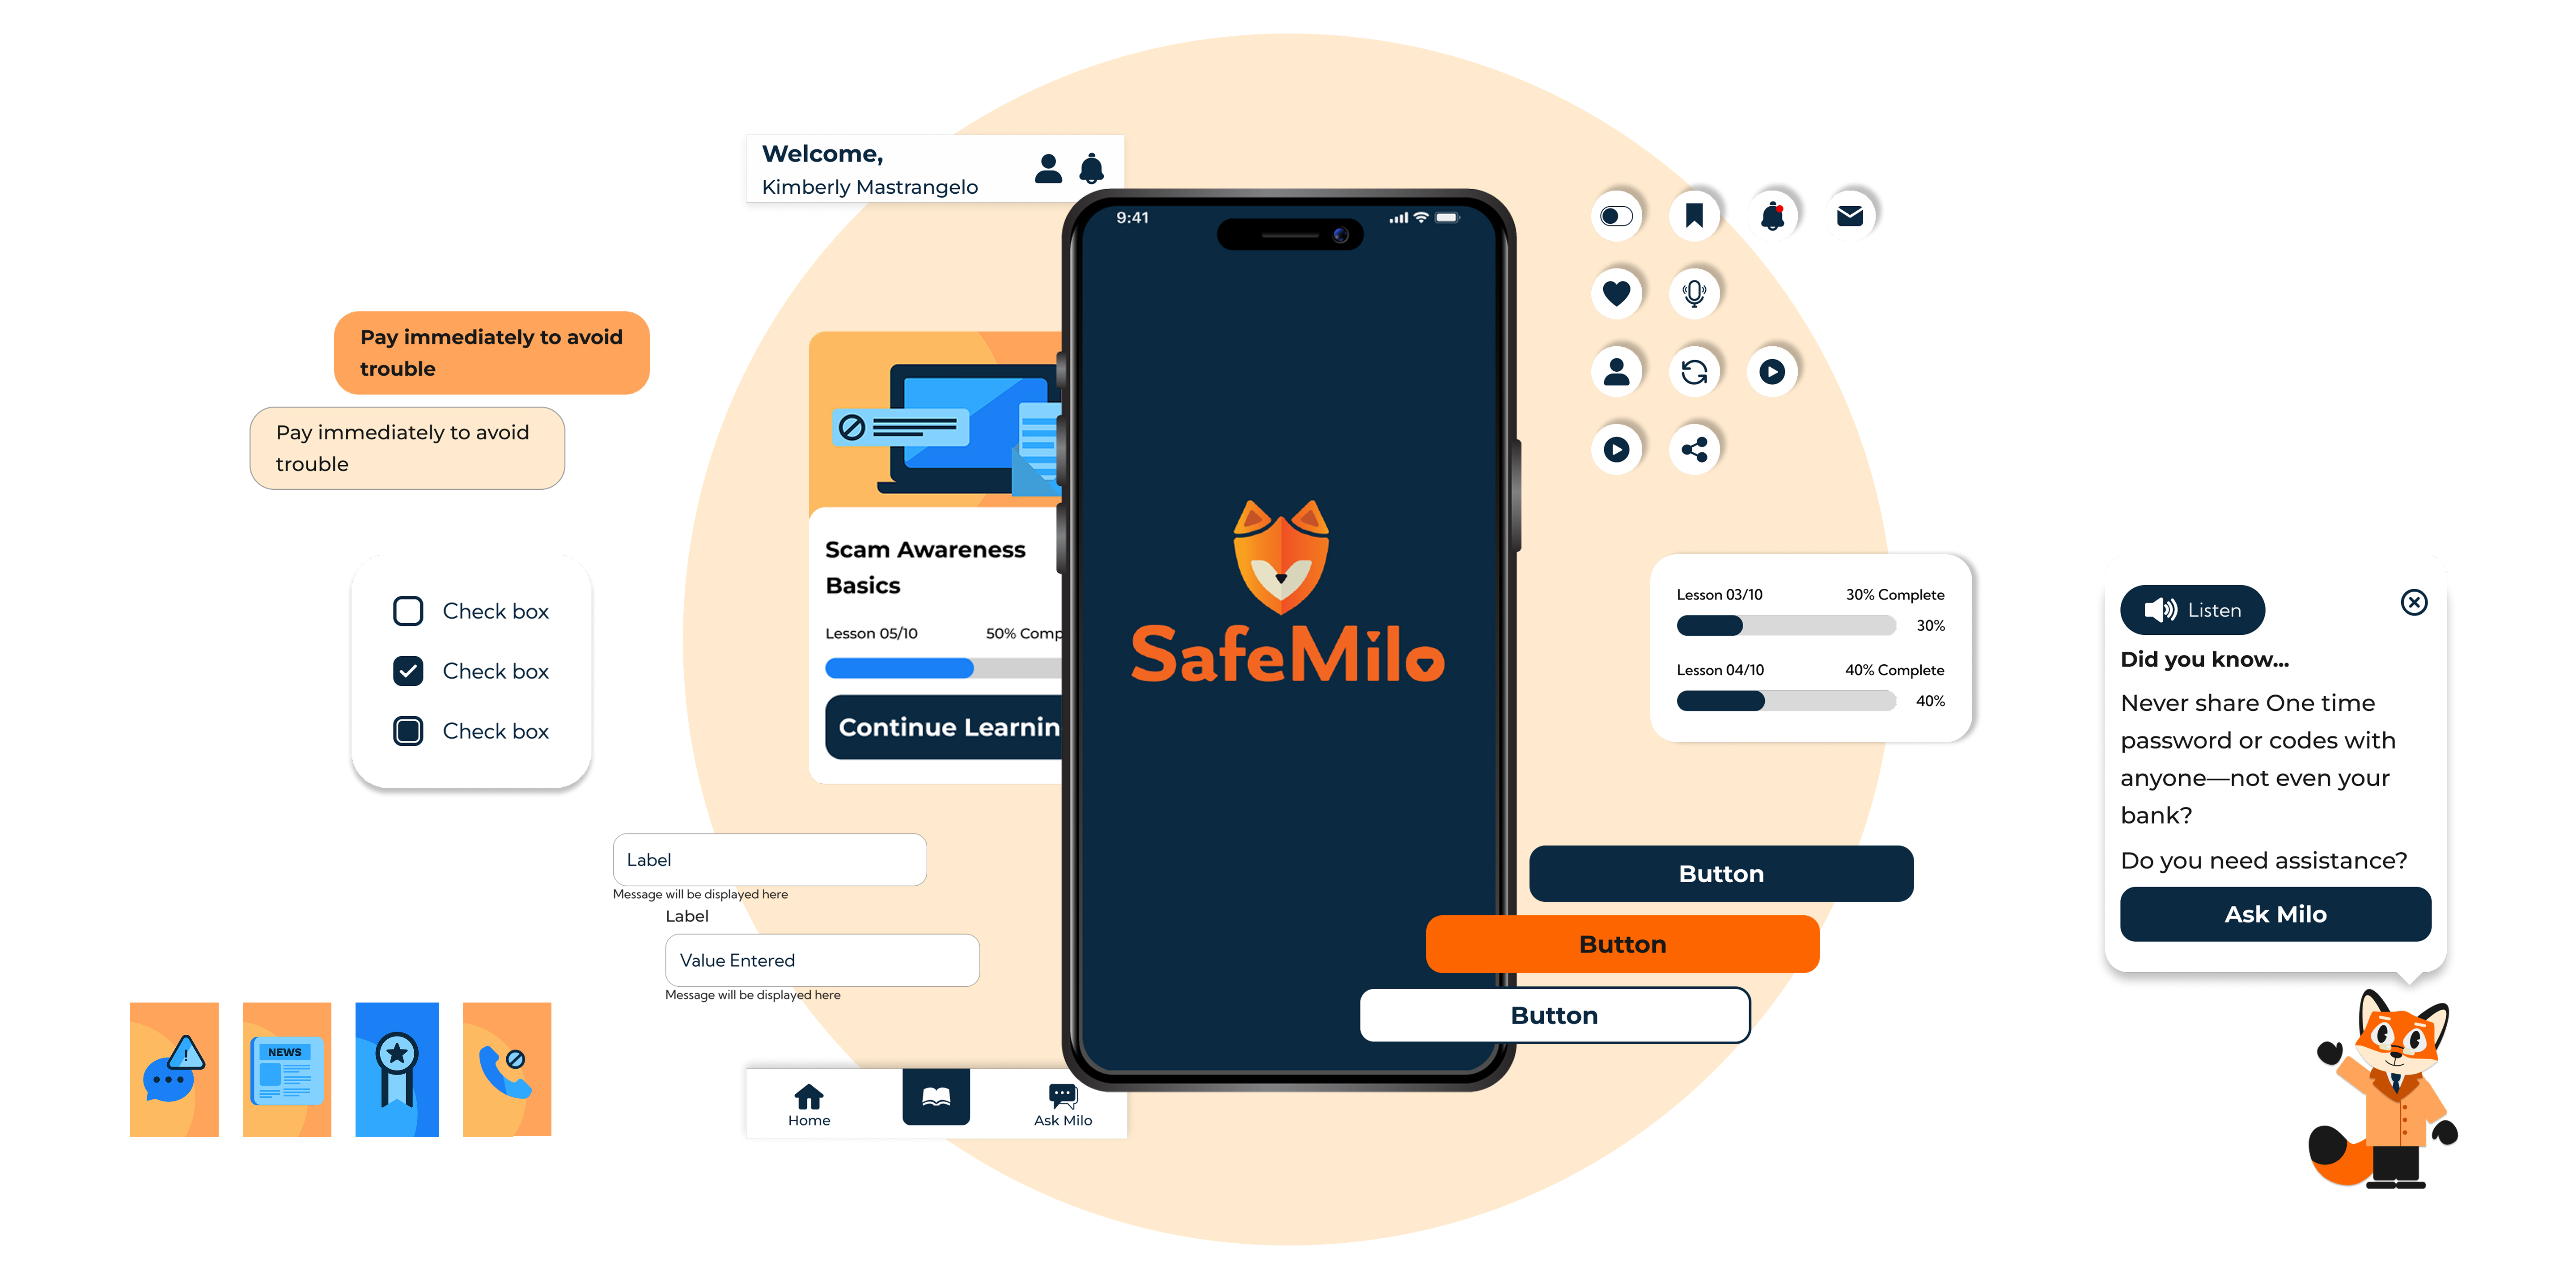 Welcome,
Kimberly Mastrangelo
9:41
Pay immediately to avoid
trouble
Pay immediately to avoid
trouble
Check box
Check box
Check box
Scam Awareness
Basics
Lesson 05/10 50% Comp
Continue Learnin
SafeMilo
Lesson 03/10 30% Complete
30%
Lesson 04/10 40% Complete
40%
Listen
Did you know...
Never share One time
password or codes with
anyone—not even your
bank?
Do you need assistance?
Ask Milo
Label
Message will be displayed here
Label
Value Entered
Message will be displayed here
Button
Button
Button
NEWS
Home
Ask Milo